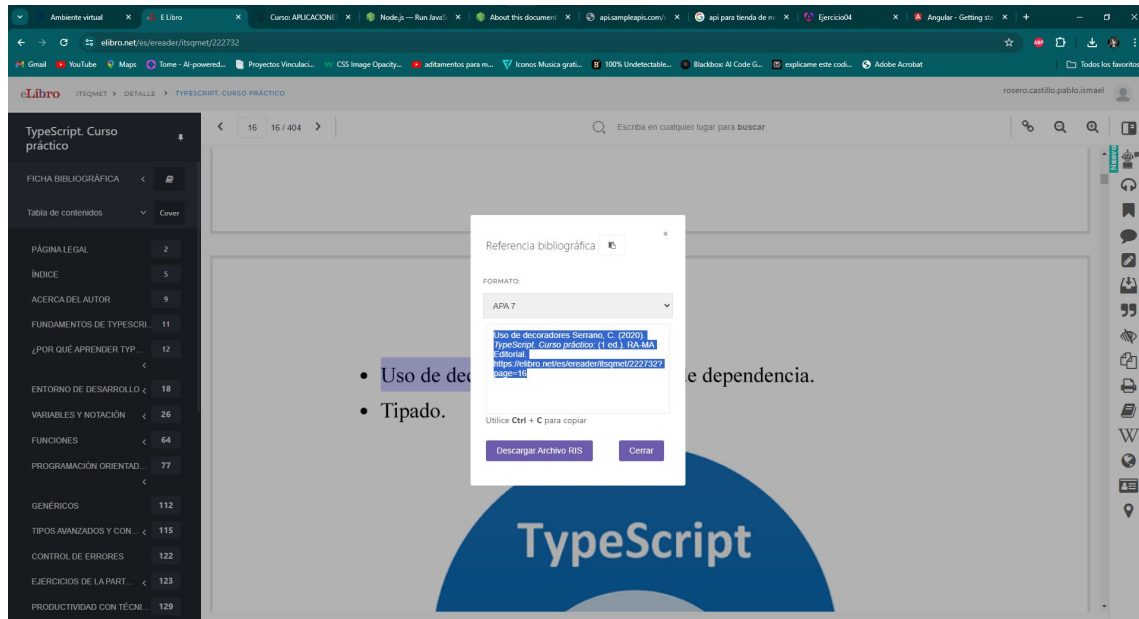 Ambiente virtual
E Libro
Curso: APLICACIONE
Node.js — Run JavaS
About this document
api.sampleapis.com/
api para tienda de m
Ejercicio04
Angular - Getting sta
elibro.net/es/ereader/itsqmet/222732
Gmail
YouTube
Maps
Tome - AI-powered...
Proyectos Vinculaci...
CSS Image Opacity...
aditamentos para m...
Iconos Musica grati...
100% Undetectable...
Blackbox: AI Code G...
explicame este codi...
Adobe Acrobat
Todos los favoritos
eLibro
ITSQMET > DETALLE > TYPESCRIPT. CURSO PRÁCTICO
rosero.castillo.pablo.ismael
TypeScript. Curso
práctico
16 16 / 404
Escriba en cualquier lugar para buscar
Nuevo
FICHA BIBLIOGRÁFICA
Tabla de contenidos Cover
PÁGINA LEGAL 2
ÍNDICE 5
ACERCA DEL AUTOR 9
FUNDAMENTOS DE TYPESCRI.. 11
¿POR QUÉ APRENDER TYP... 12
ENTORNO DE DESARROLLO 18
VARIABLES Y NOTACIÓN 26
FUNCIONES 64
PROGRAMACIÓN ORIENTAD... 77
GENÉRICOS 112
TIPOS AVANZADOS Y CON... 115
CONTROL DE ERRORES 122
EJERCICIOS DE LA PART... 123
PRODUCTIVIDAD CON TÉCNI... 129
Referencia bibliográfica
FORMATO:
APA 7
Uso de decoradores Serrano, C. (2020).
TypeScript. Curso práctico: (1 ed.). RA-MA
Editorial.
https://elibro.net/es/ereader/itsqmet/222732?
page=16
Utilice Ctrl + C para copiar
Descargar Archivo RIS
Cerrar
• Uso de dec
e dependencia.
• Tipado.
TypeScript